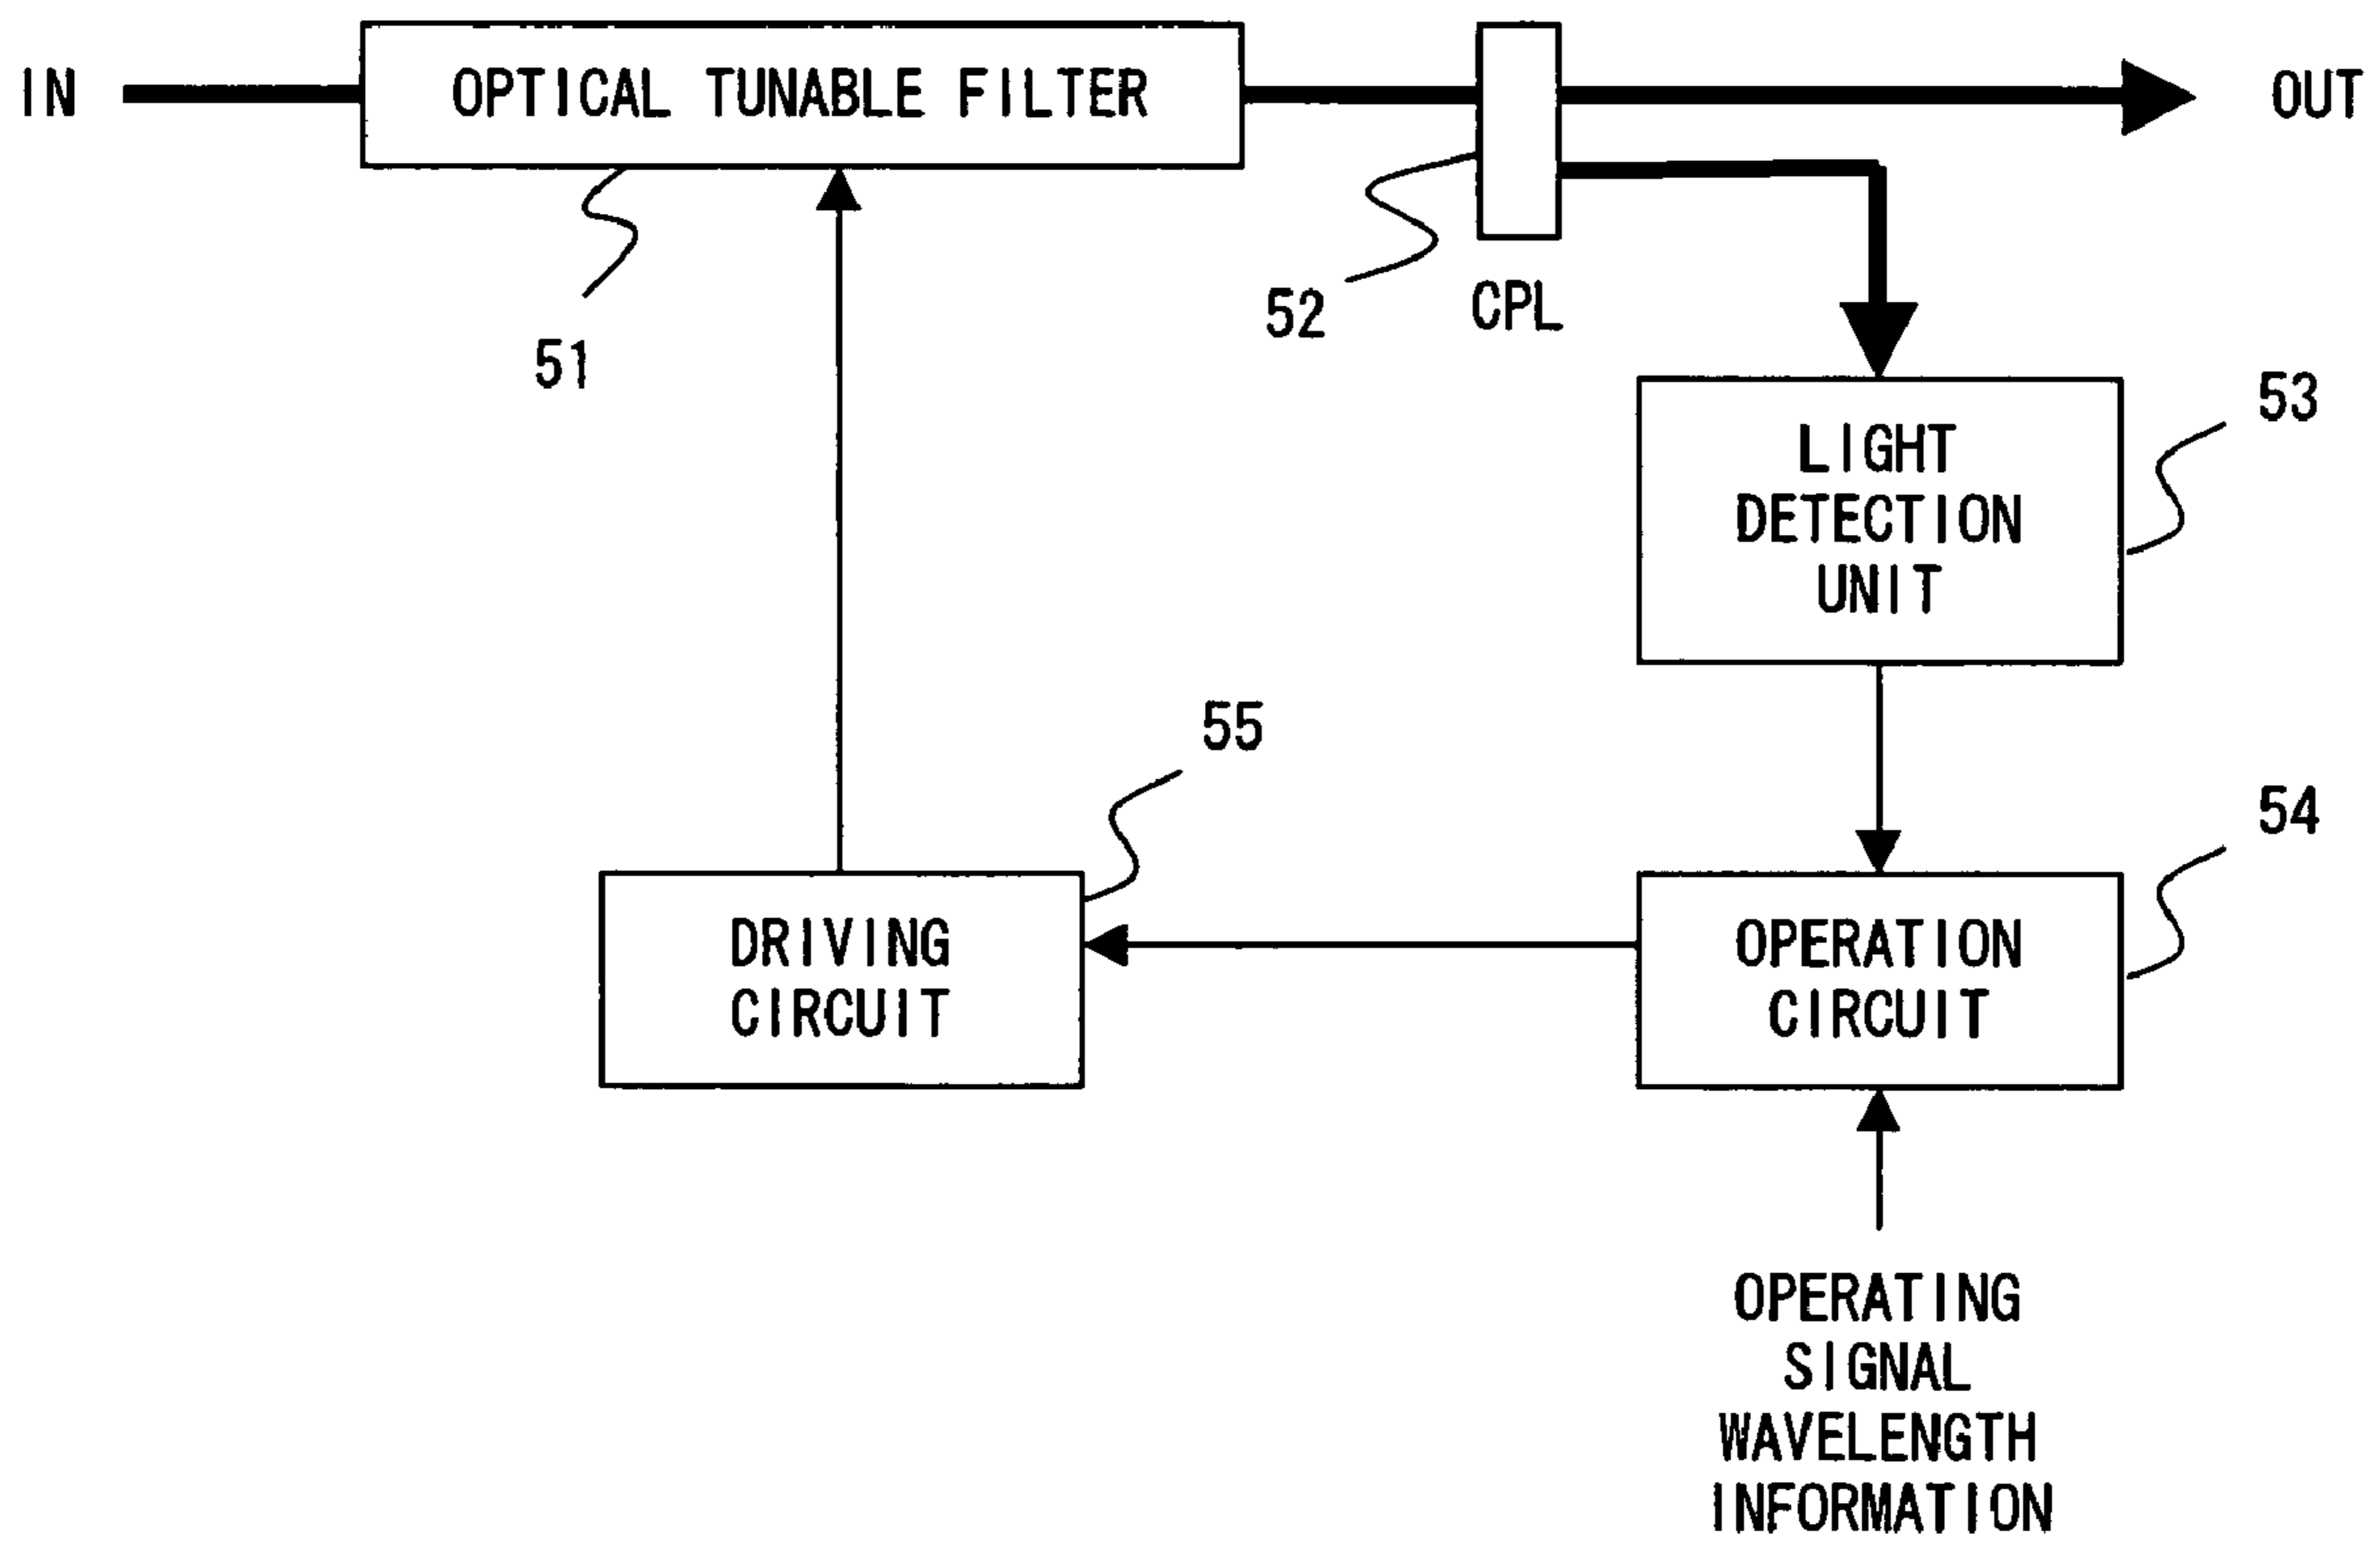 IN
OPTICAL TUNABLE FILTER
OUT
51
52
CPL
53
LIGHT
DETECTION
UNIT
55
54
DRIVING
CIRCUIT
OPERATION
CIRCUIT
OPERATING
SIGNAL
WAVELENGTH
INFORMATION